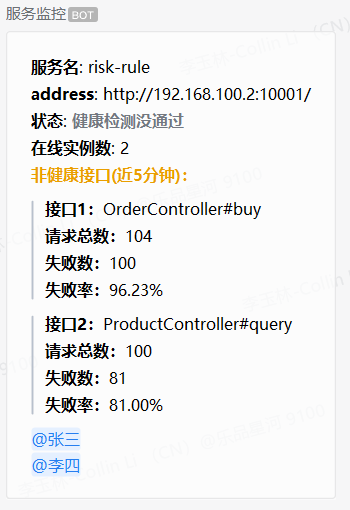 服务监控 BOT
服务名: risk-rule
address: http://192.168.100.2:10001/
状态: 健康检测没通过
在线实例数: 2
非健康接口(近5分钟)：
接口1：OrderController#buy
请求总数：104
失败数：100
失败率：96.23%
接口2：ProductController#query
请求总数：100
失败数：81
失败率：81.00%
@张三
@李四